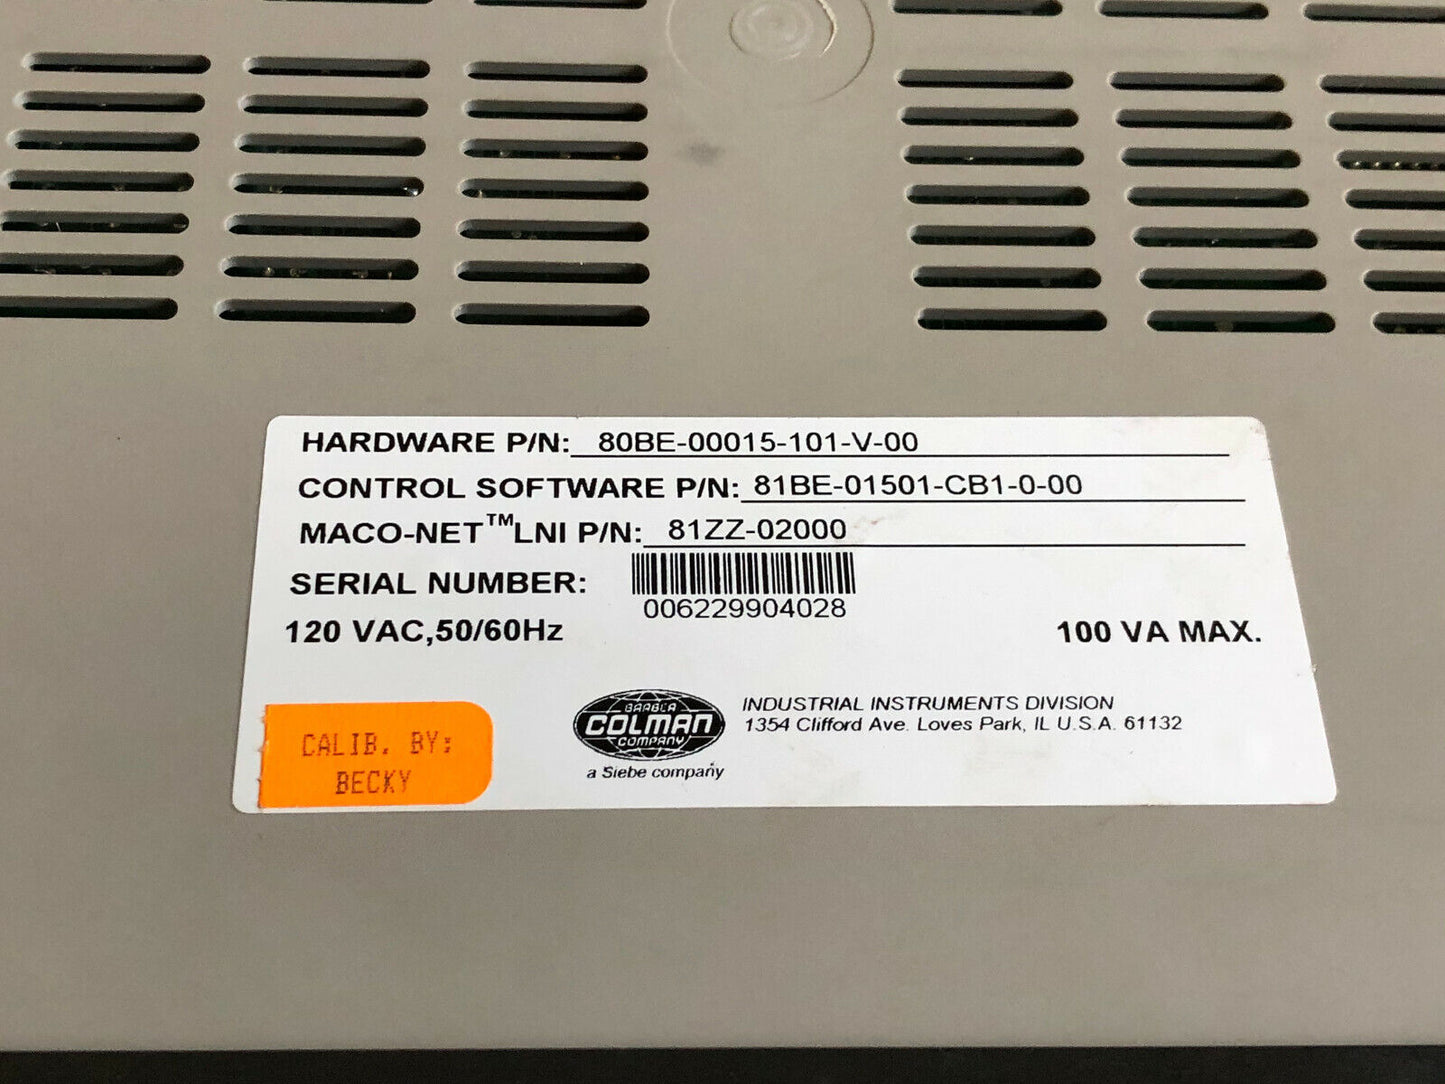 HARDWARE P/N: 80BE-00015-101-V-00
CONTROL SOFTWARE P/N: 81BE-01501-CB1-0-00
MACO-NET™LNI P/N: 81ZZ-02000
SERIAL NUMBER:
006229904028
120 VAC,50/60Hz 100 VA MAX.
CALIB. BY:
BECKY
BARBER
COLMAN
COMPANY
a Siebe company
INDUSTRIAL INSTRUMENTS DIVISION
1354 Clifford Ave. Loves Park, IL U.S.A. 61132